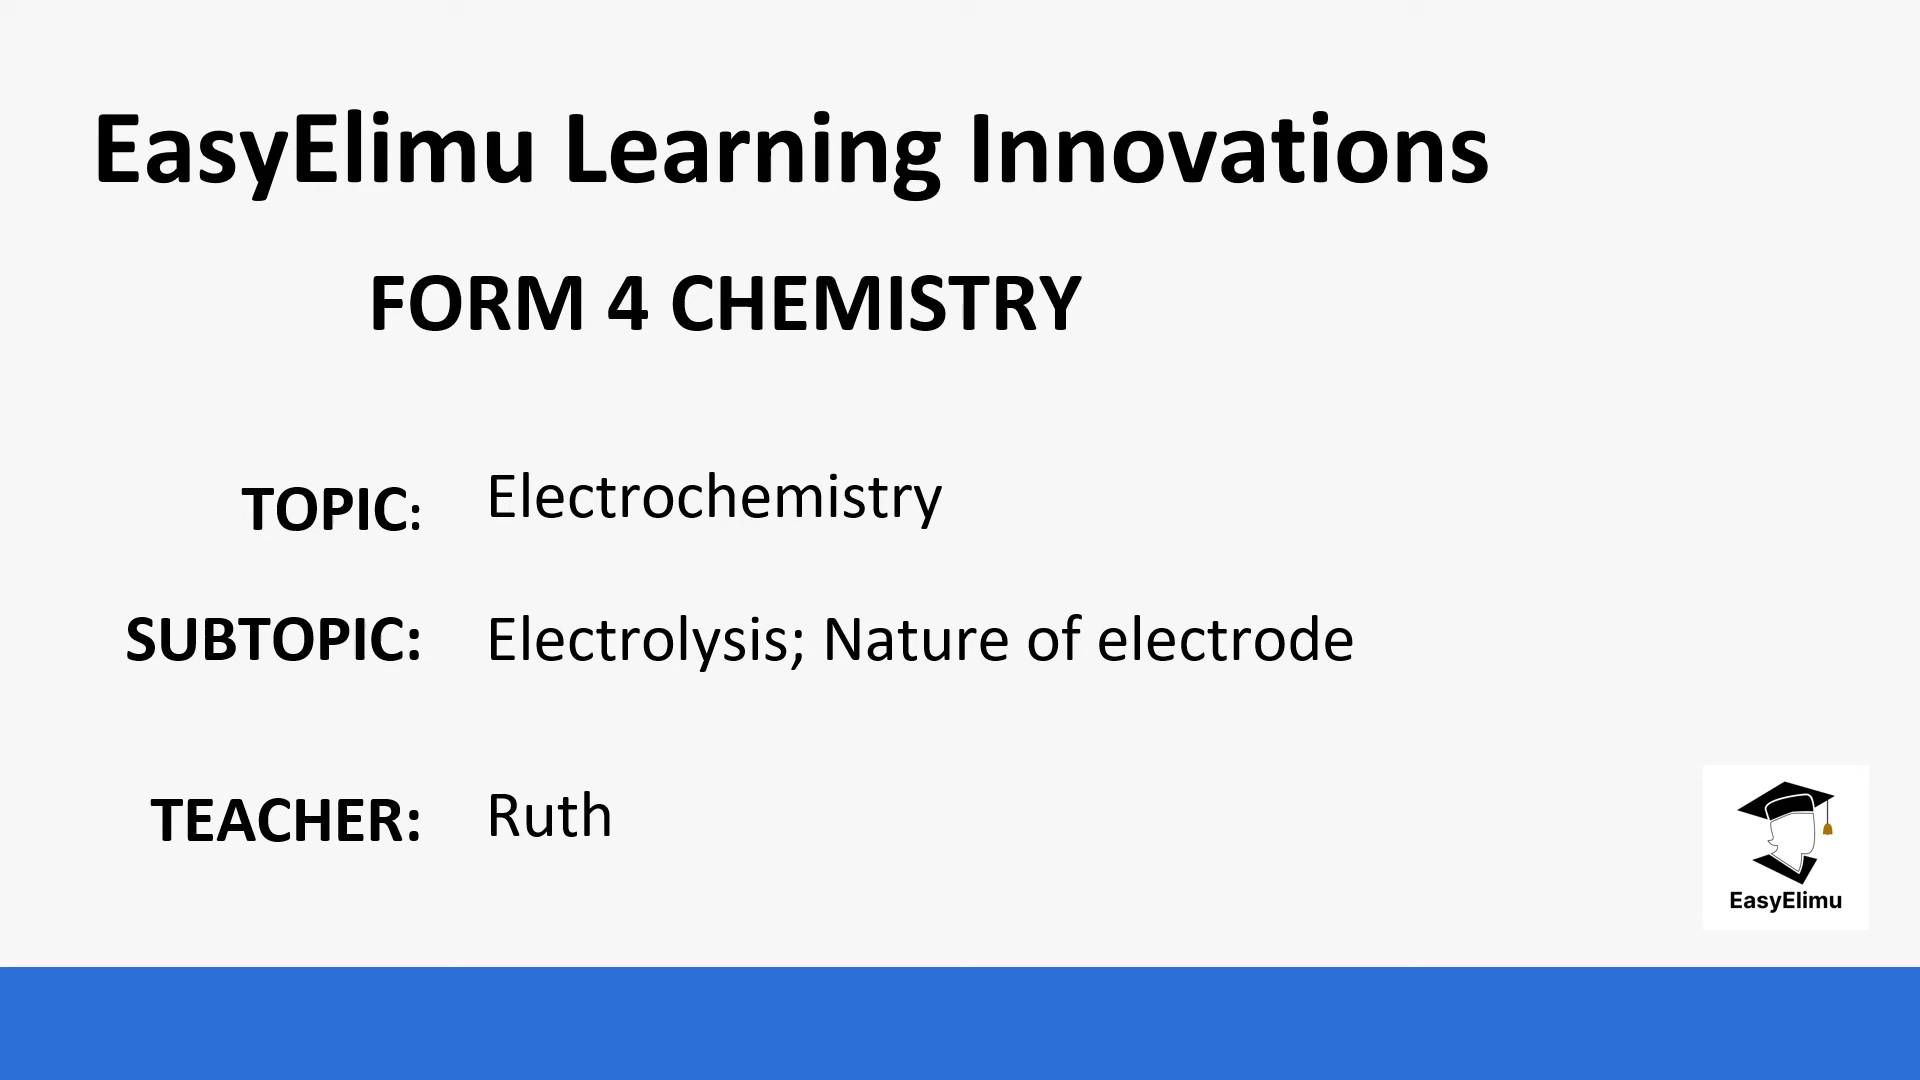 EasyElimu Learning Innovations
FORM 4 CHEMISTRY
TOPIC: Electrochemistry
SUBTOPIC: Electrolysis; Nature of electrode
TEACHER: Ruth
EasyElimu